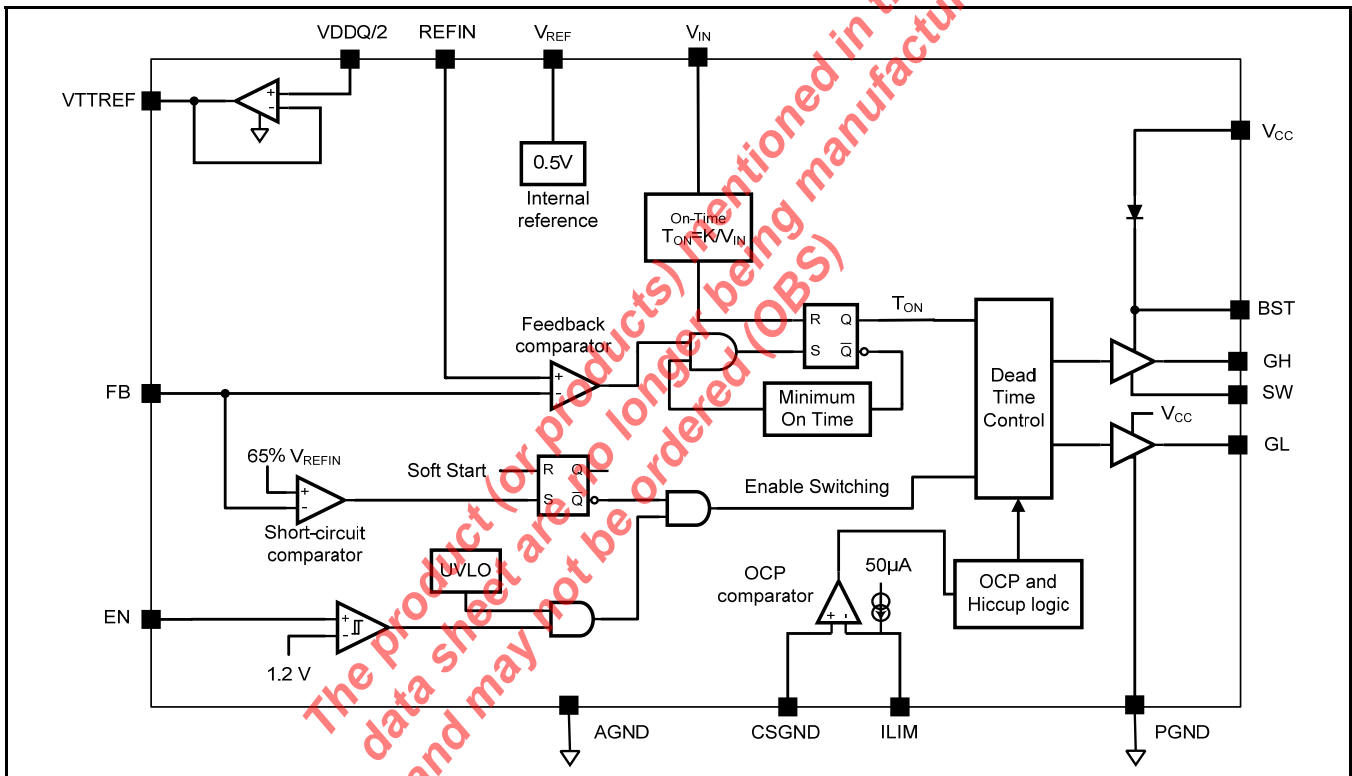 VDDQ/2
REFIN
VREF
VIN
VTTREF
+
-
0.5V
Internal
reference
On-Time
TON=K/VIN
VCC
BST
GH
SW
GL
VCC
R Q
S Q̅
TON
Feedback
comparator
+
-
Minimum
On Time
Dead
Time
Control
FB
65% VREFIN
+
-
Short-circuit
comparator
Soft Start
R Q
S Q̅
Enable Switching
UVLO
EN
+
-
1.2 V
OCP
comparator
50µA
+ -
OCP and
Hiccup logic
AGND
CSGND
ILIM
PGND
The product (or products) mentioned in t
data sheet are no longer being manufactur
and may not be ordered (OBS)